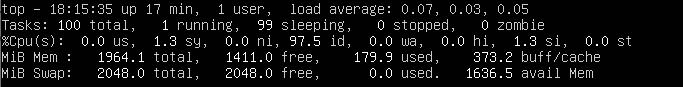 top - 18:15:35 up 17 min,  1 user,  load average: 0.07, 0.03, 0.05
Tasks: 100 total,   1 running,  99 sleeping,   0 stopped,   0 zombie
%Cpu(s):  0.0 us,  1.3 sy,  0.0 ni, 97.5 id,  0.0 wa,  0.0 hi,  1.3 si,  0.0 st
MiB Mem :   1964.1 total,   1411.0 free,    179.9 used,    373.2 buff/cache
MiB Swap:   2048.0 total,   2048.0 free,      0.0 used.   1636.5 avail Mem